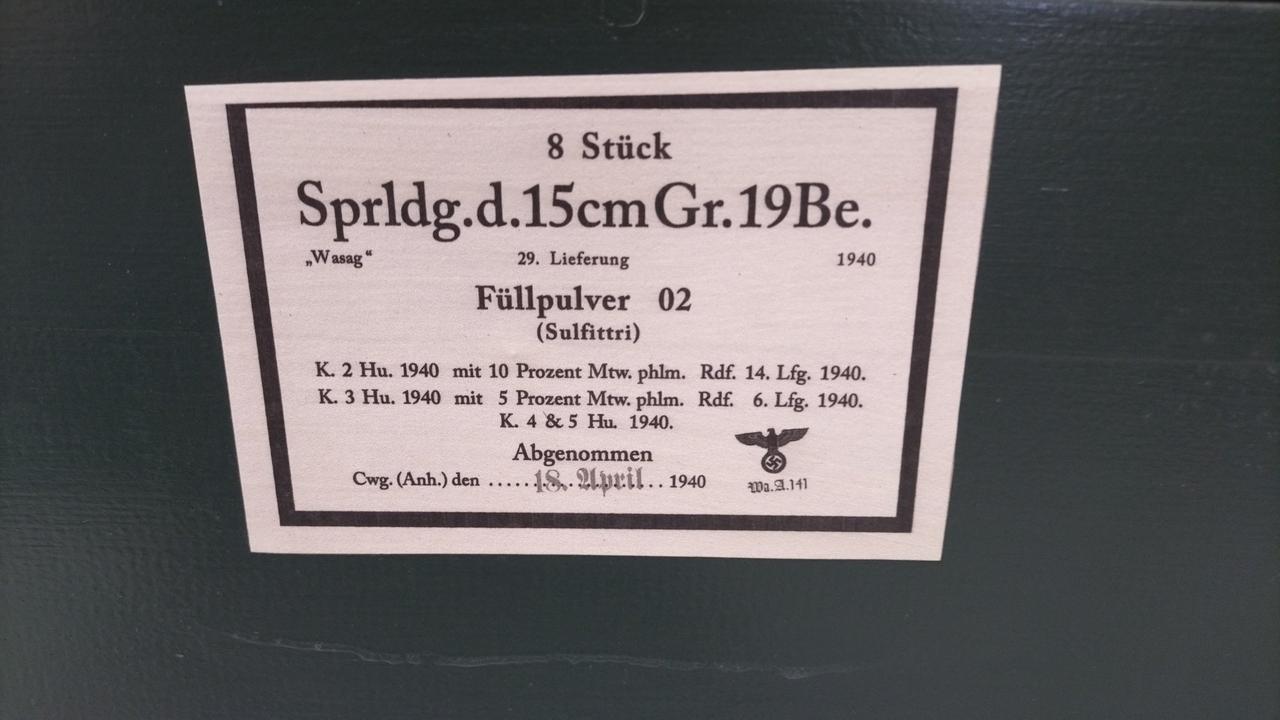 8 Stück
Sprldg.d.15cm Gr.19Be.
„Wasag“ 29. Lieferung 1940
Füllpulver 02
(Sulfittri)
K. 2 Hu. 1940 mit 10 Prozent Mtw. phlm. Rdf. 14. Lfg. 1940.
K. 3 Hu. 1940 mit 5 Prozent Mtw. phlm. Rdf. 6. Lfg. 1940.
K. 4 & 5 Hu. 1940.
Abgenommen
Cwg. (Anh.) den .....18. April.. 1940
Wa.A.141